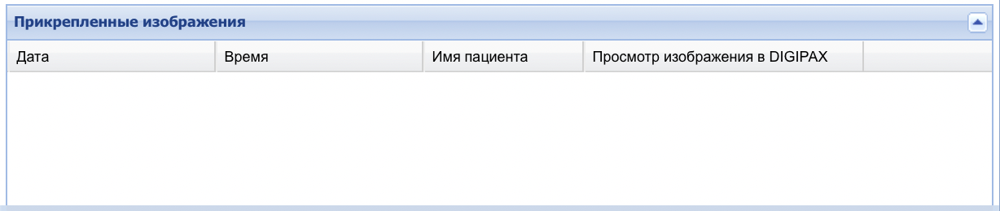 Прикрепленные изображения
Дата Время Имя пациента Просмотр изображения в DIGIPAX